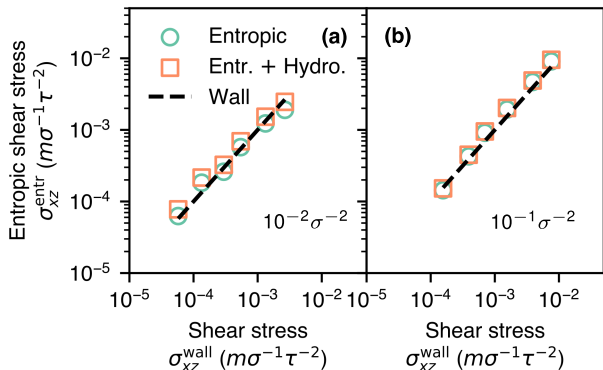 Entropic
Entr. + Hydro.
Wall
(a)
(b)
10⁻²
10⁻³
10⁻⁴
10⁻⁵
Entropic shear stress
σ_xz^entr (mσ⁻¹τ⁻²)
10⁻²σ⁻²
10⁻¹σ⁻²
10⁻⁵ 10⁻⁴ 10⁻³ 10⁻²
10⁻⁵ 10⁻⁴ 10⁻³ 10⁻²
Shear stress
σ_xz^wall (mσ⁻¹τ⁻²)
Shear stress
σ_xz^wall (mσ⁻¹τ⁻²)